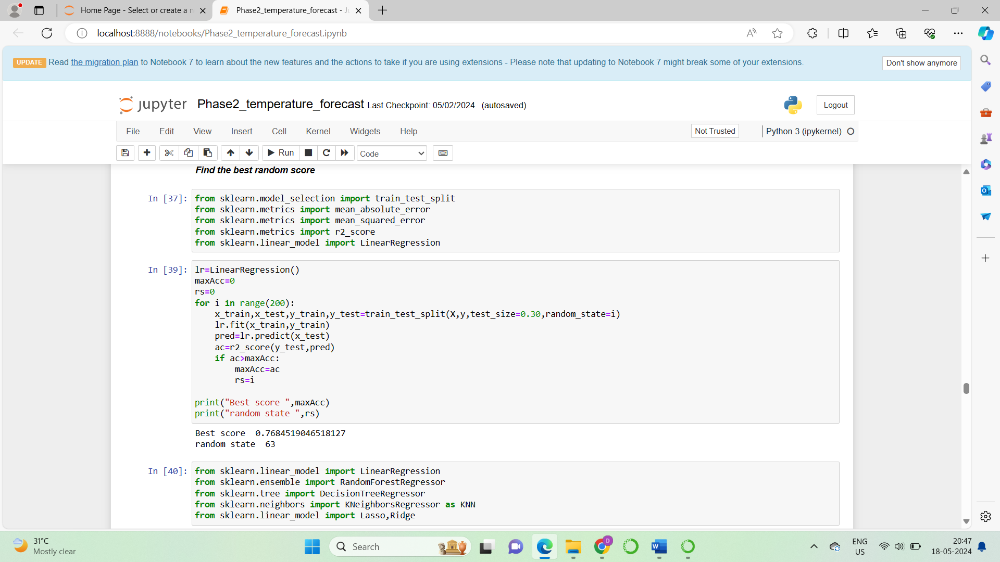 Home Page - Select or create a n
Phase2_temperature_forecast - Ju
localhost:8888/notebooks/Phase2_temperature_forecast.ipynb
UPDATE Read the migration plan to Notebook 7 to learn about the new features and the actions to take if you are using extensions - Please note that updating to Notebook 7 might break some of your extensions.
Don't show anymore
jupyter Phase2_temperature_forecast Last Checkpoint: 05/02/2024 (autosaved)
Logout
File Edit View Insert Cell Kernel Widgets Help
Not Trusted
Python 3 (ipykernel)
Run
Code
Find the best random score
In [37]: from sklearn.model_selection import train_test_split
from sklearn.metrics import mean_absolute_error
from sklearn.metrics import mean_squared_error
from sklearn.metrics import r2_score
from sklearn.linear_model import LinearRegression
In [39]: lr=LinearRegression()
maxAcc=0
rs=0
for i in range(200):
    x_train,x_test,y_train,y_test=train_test_split(X,y,test_size=0.30,random_state=i)
    lr.fit(x_train,y_train)
    pred=lr.predict(x_test)
    ac=r2_score(y_test,pred)
    if ac>maxAcc:
        maxAcc=ac
        rs=i
print("Best score ",maxAcc)
print("random state ",rs)
Best score  0.7684519046518127
random state  63
In [40]: from sklearn.linear_model import LinearRegression
from sklearn.ensemble import RandomForestRegressor
from sklearn.tree import DecisionTreeRegressor
from sklearn.neighbors import KNeighborsRegressor as KNN
from sklearn.linear_model import Lasso,Ridge
31°C
Mostly clear
Search
D
ENG
US
20:47
18-05-2024